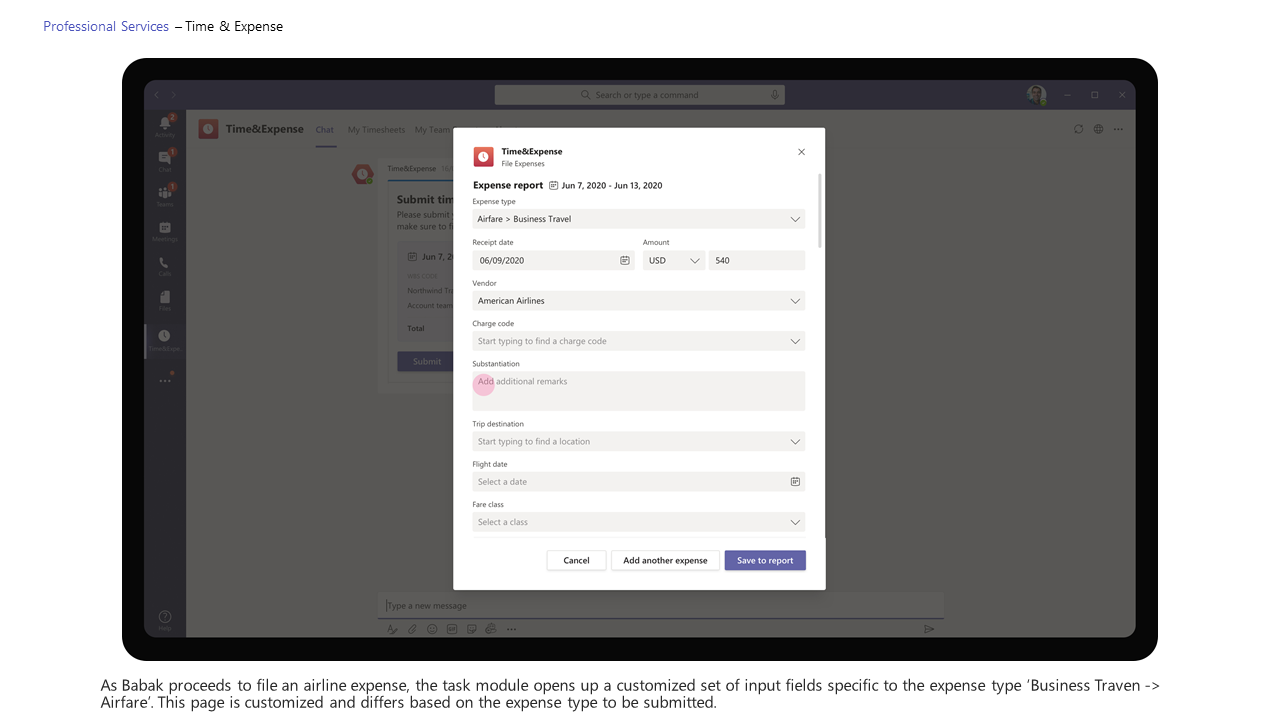 Professional Services – Time & Expense
Search or type a command
Activity 2
Chat 1
Teams 1
Meetings
Calls
Files
Help
Time&Expense Chat My Timesheets My Team
Time&Expense
Submit tim
Please submit
make sure to fi
Jun 7, 2
WBS CODE
Northwind Tra
Account team
Total
Submit
Type a new message
Time&Expense
File Expenses
Expense report Jun 7, 2020 - Jun 13, 2020
Expense type
Airfare > Business Travel
Receipt date Amount
06/09/2020 USD 540
Vendor
American Airlines
Charge code
Start typing to find a charge code
Substantiation
Add additional remarks
Trip destination
Start typing to find a location
Flight date
Select a date
Fare class
Select a class
Cancel Add another expense Save to report
As Babak proceeds to file an airline expense, the task module opens up a customized set of input fields specific to the expense type ‘Business Traven ->
Airfare’. This page is customized and differs based on the expense type to be submitted.